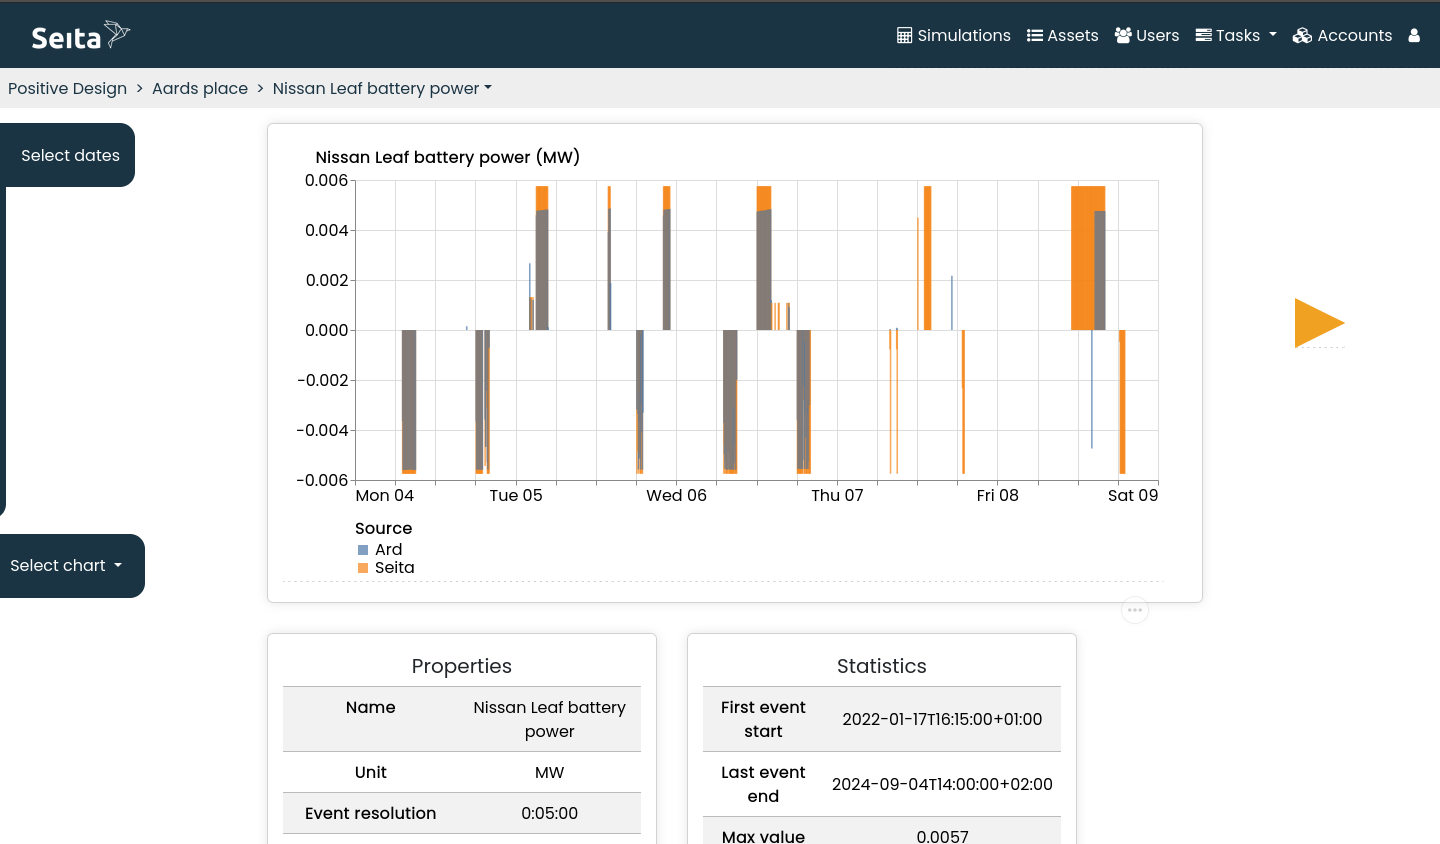 Seita
Simulations Assets Users Tasks Accounts
Positive Design > Aards place > Nissan Leaf battery power
Select dates
Nissan Leaf battery power (MW)
0.006
0.004
0.002
0.000
−0.002
−0.004
−0.006
Mon 04 Tue 05 Wed 06 Thu 07 Fri 08 Sat 09
Source
Ard
Seita
Select chart
Properties
Name Nissan Leaf battery
power
Unit MW
Event resolution 0:05:00
Statistics
First event
start
2022-01-17T16:15:00+01:00
Last event
end
2024-09-04T14:00:00+02:00
Max value 0.0057